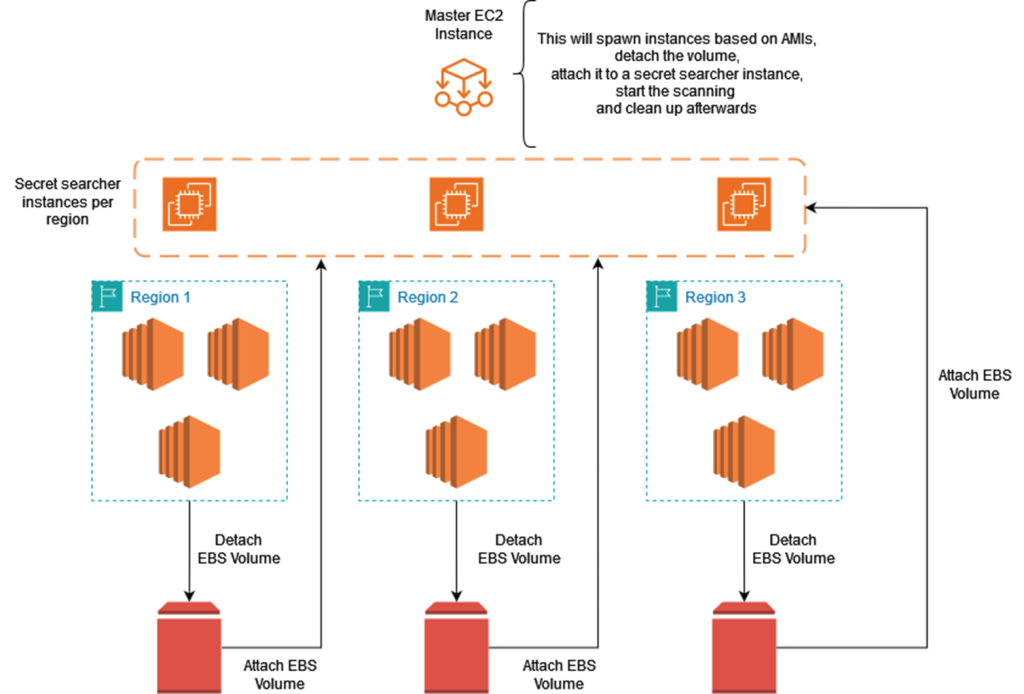 Master EC2
Instance
This will spawn instances based on AMIs,
detach the volume,
attach it to a secret searcher instance,
start the scanning
and clean up afterwards
Secret searcher
instances per
region
Region 1
Region 2
Region 3
Attach EBS
Volume
Detach
EBS Volume
Detach
EBS Volume
Detach
EBS Volume
Attach EBS
Volume
Attach EBS
Volume